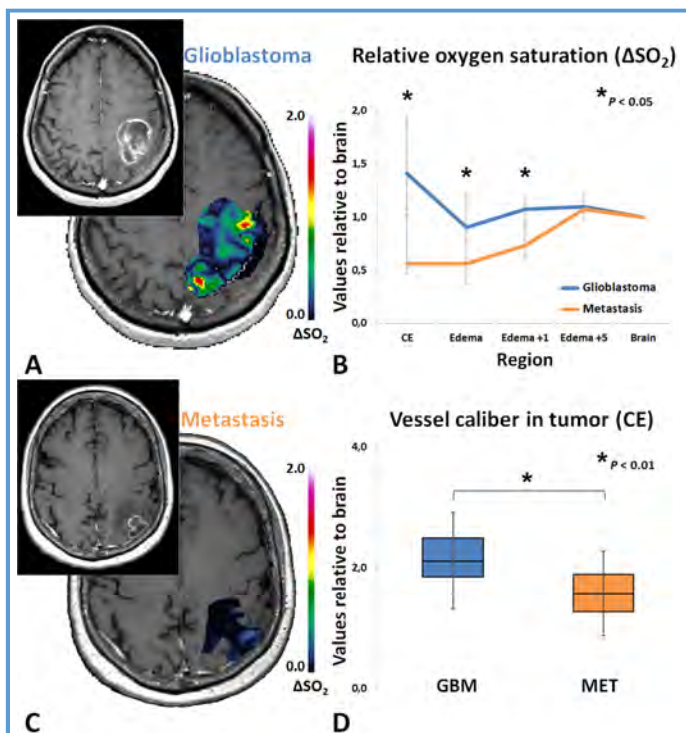 Glioblastoma
2.0
0.0
ΔSO₂
A
Relative oxygen saturation (ΔSO₂)
* P < 0.05
*
*
*
Values relative to brain
2,0
1,5
1,0
0,5
0,0
Glioblastoma
Metastasis
CE
Edema
Edema +1
Edema +5
Brain
Region
B
Metastasis
2.0
0.0
ΔSO₂
C
Vessel caliber in tumor (CE)
* P < 0.01
*
Values relative to brain
4,0
2,0
0,0
GBM
MET
D